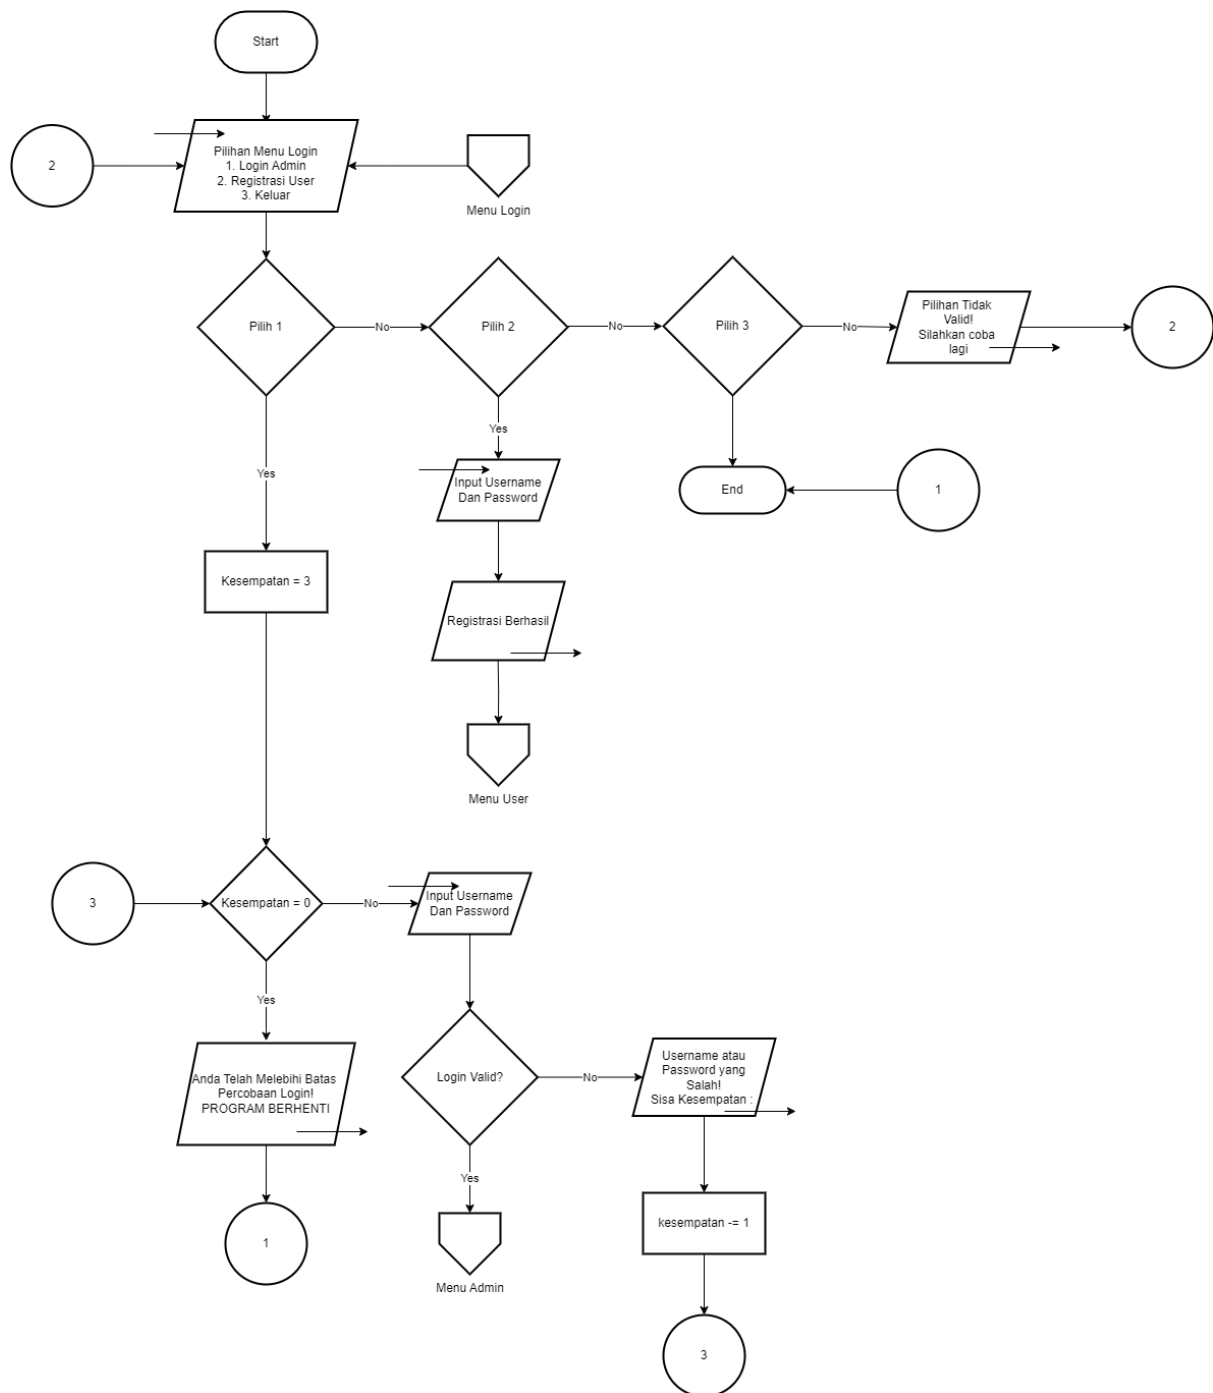 Start
2
Pilihan Menu Login
1. Login Admin
2. Registrasi User
3. Keluar
Menu Login
Pilih 1
No
Pilih 2
No
Pilih 3
No
Pilihan Tidak
Valid!
Silahkan coba
lagi
2
Yes
Yes
Input Username
Dan Password
End
1
Kesempatan = 3
Registrasi Berhasil
Menu User
3
Kesempatan = 0
No
Input Username
Dan Password
Yes
Anda Telah Melebihi Batas
Percobaan Login!
PROGRAM BERHENTI
Login Valid?
No
Username atau
Password yang
Salah!
Sisa Kesempatan :
Yes
1
Menu Admin
kesempatan -= 1
3